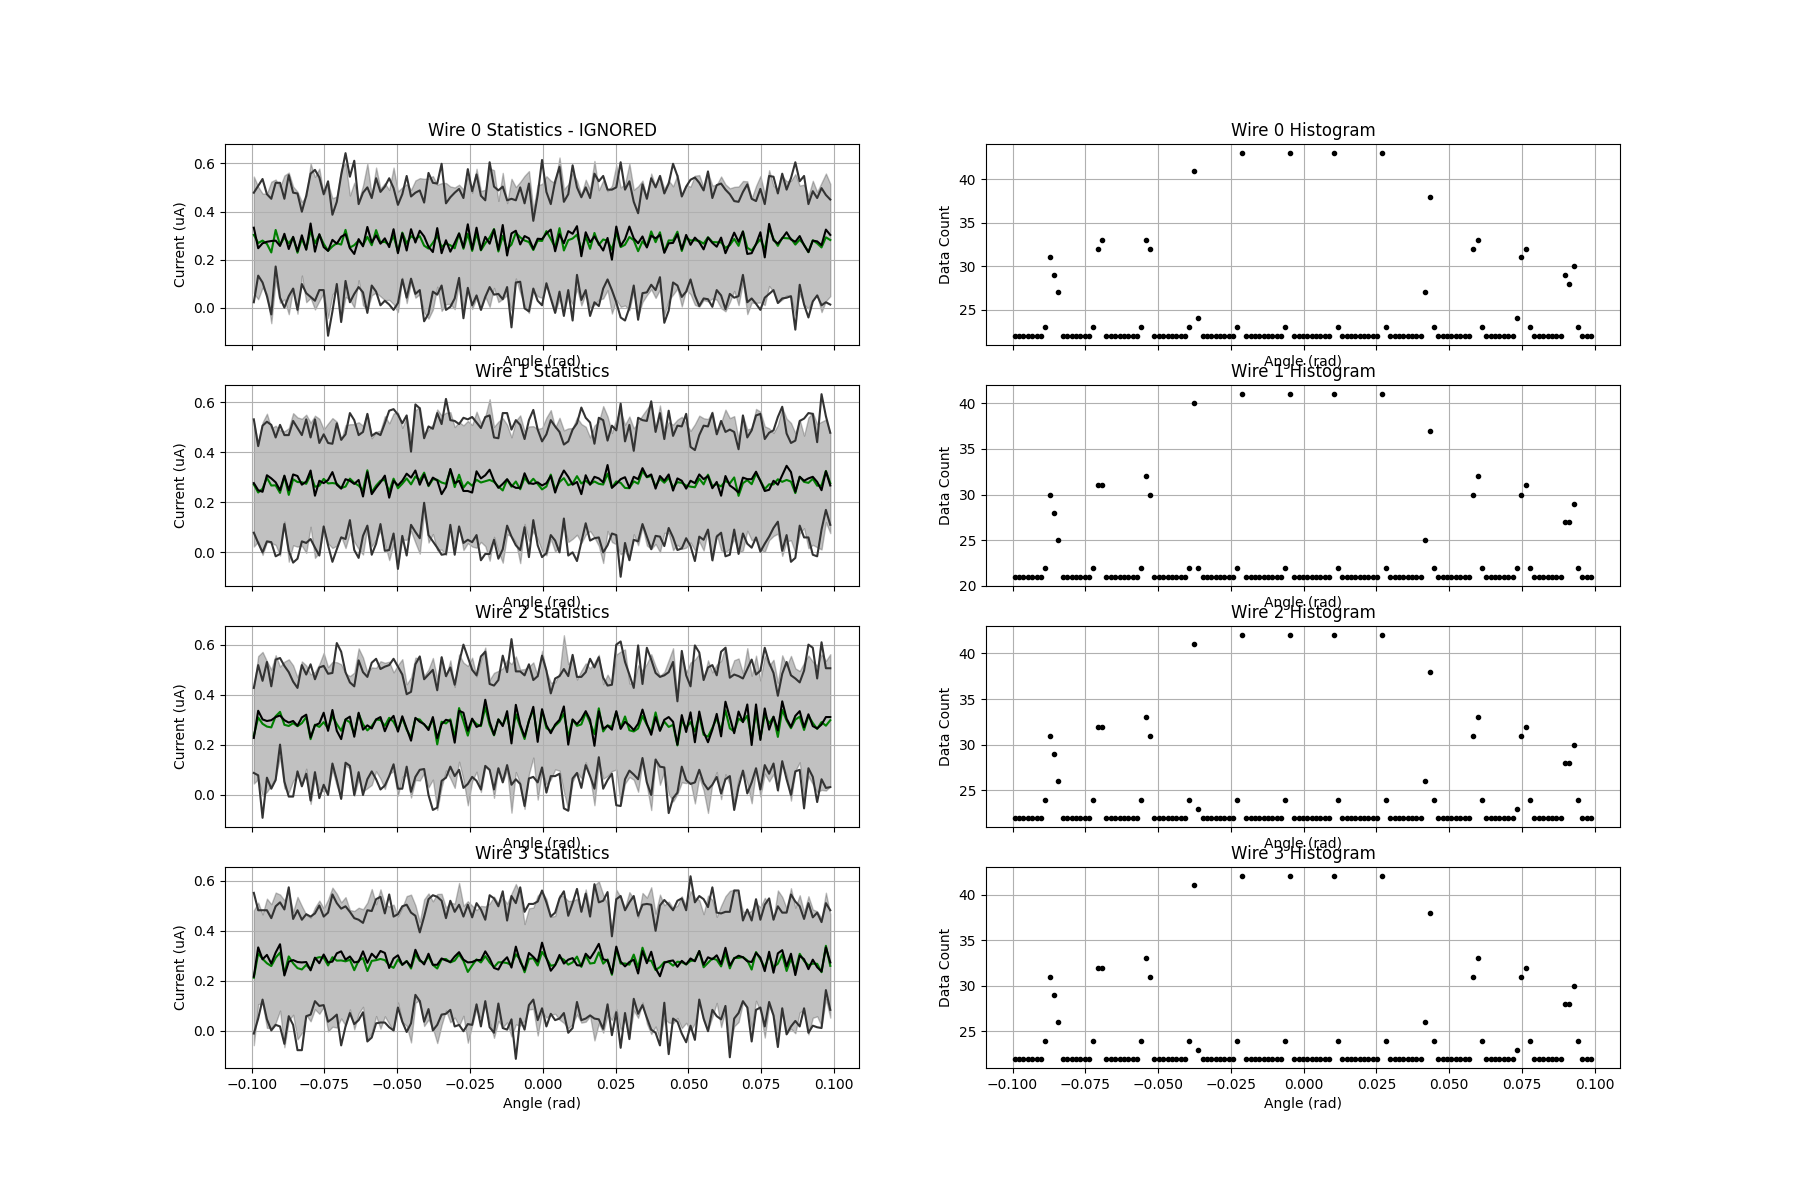 Wire 0 Statistics - IGNORED
Current (uA)
0.6
0.4
0.2
0.0
Angle (rad)
Wire 0 Histogram
Data Count
40
35
30
25
Angle (rad)
Wire 1 Statistics
Current (uA)
0.6
0.4
0.2
0.0
Angle (rad)
Wire 1 Histogram
Data Count
40
35
30
25
20
Angle (rad)
Wire 2 Statistics
Current (uA)
0.6
0.4
0.2
0.0
Angle (rad)
Wire 2 Histogram
Data Count
40
35
30
25
Angle (rad)
Wire 3 Statistics
Current (uA)
0.6
0.4
0.2
0.0
−0.100 −0.075 −0.050 −0.025 0.000 0.025 0.050 0.075 0.100
Angle (rad)
Wire 3 Histogram
Data Count
40
35
30
25
−0.100 −0.075 −0.050 −0.025 0.000 0.025 0.050 0.075 0.100
Angle (rad)